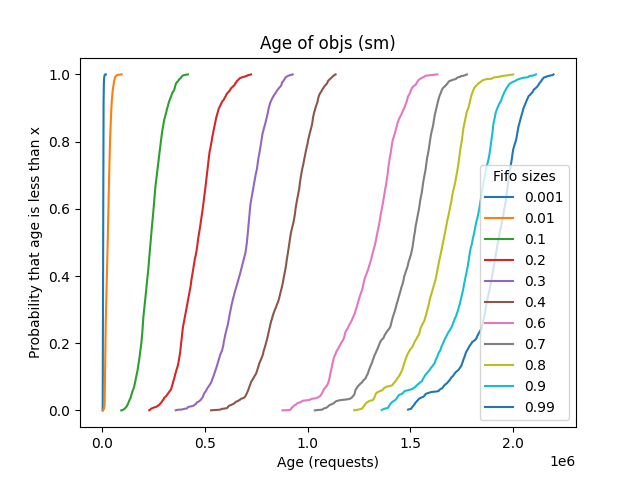 Age of objs (sm)
Probability that age is less than x
1.0
0.8
0.6
0.4
0.2
0.0
Fifo sizes
0.001
0.01
0.1
0.2
0.3
0.4
0.6
0.7
0.8
0.9
0.99
0.0 0.5 1.0 1.5 2.0
1e6
Age (requests)